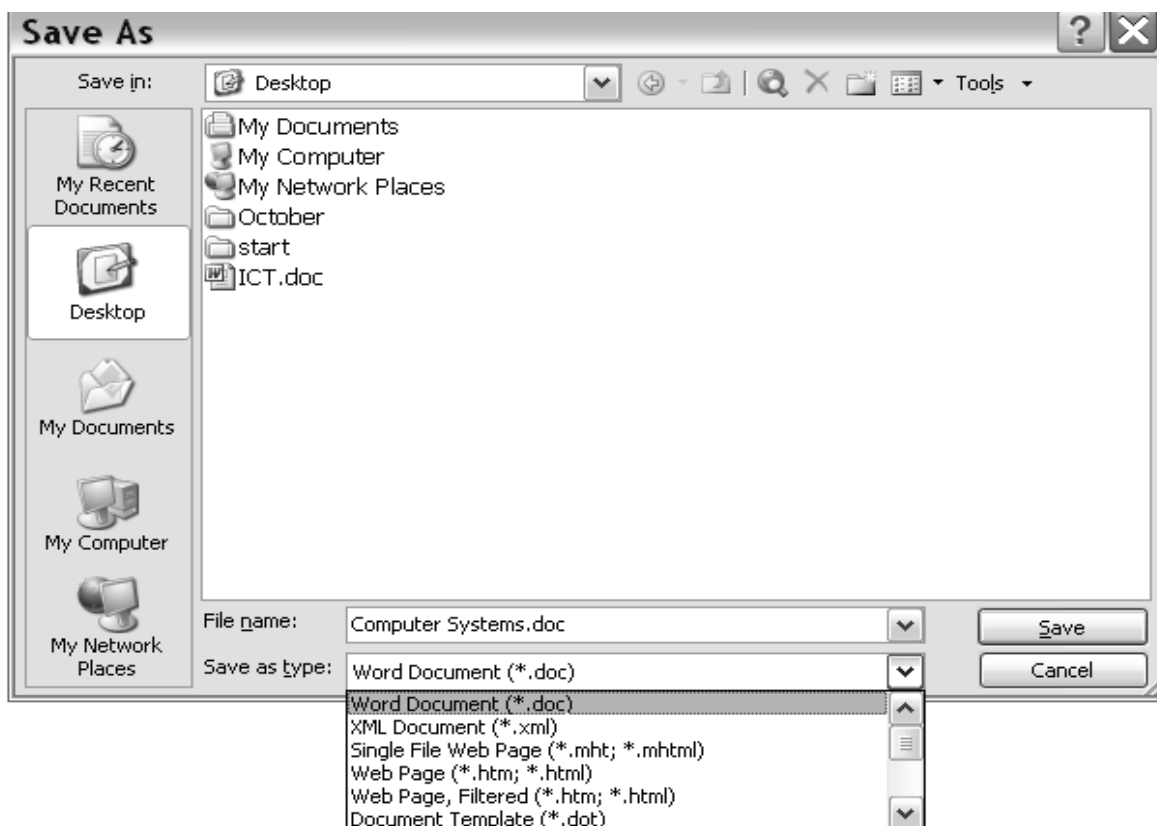 Save As
?
Save in:
Desktop
Tools
My Recent
Documents
Desktop
My Documents
My Computer
My Network
Places
My Documents
My Computer
My Network Places
October
start
ICT.doc
File name:
Computer Systems.doc
Save
Save as type:
Word Document (*.doc)
Cancel
Word Document (*.doc)
XML Document (*.xml)
Single File Web Page (*.mht; *.mhtml)
Web Page (*.htm; *.html)
Web Page, Filtered (*.htm; *.html)
Document Template (*.dot)